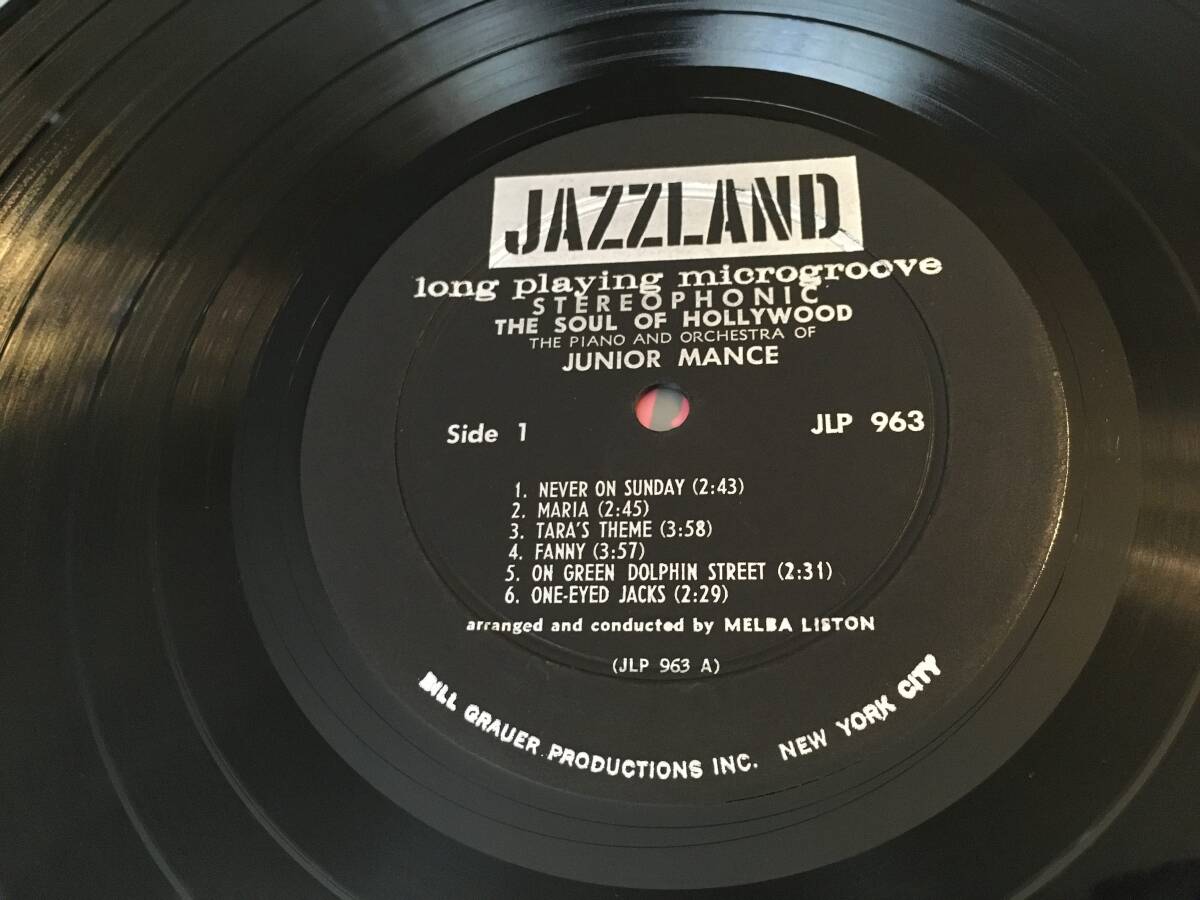 JAZZLAND
long playing microgroove
STEREOPHONIC
THE SOUL OF HOLLYWOOD
THE PIANO AND ORCHESTRA OF
JUNIOR MANCE
Side 1
JLP 963
1. NEVER ON SUNDAY (2:43)
2. MARIA (2:45)
3. TARA'S THEME (3:58)
4. FANNY (3:57)
5. ON GREEN DOLPHIN STREET (2:31)
6. ONE-EYED JACKS (2:29)
arranged and conducted by MELBA LISTON
(JLP 963 A)
BILL GRAUER PRODUCTIONS INC. NEW YORK CITY